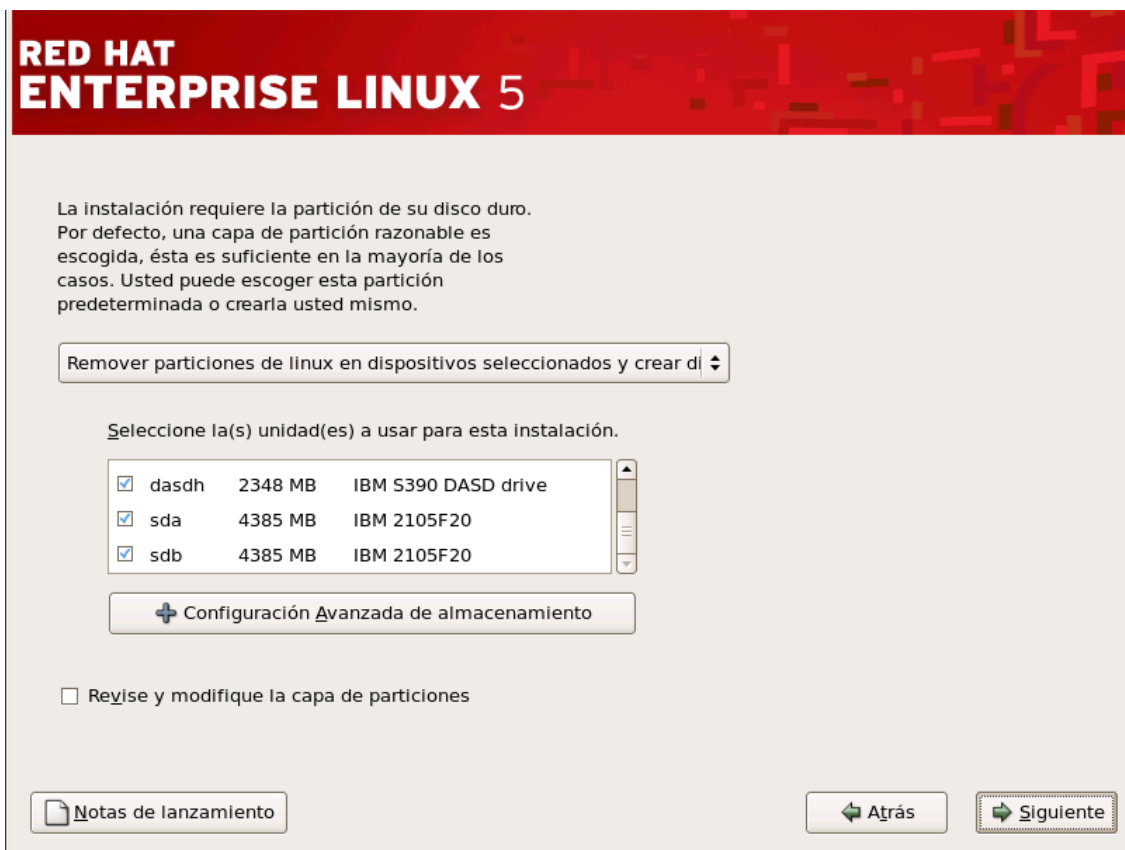 RED HAT
ENTERPRISE LINUX 5
La instalación requiere la partición de su disco duro.
Por defecto, una capa de partición razonable es
escogida, ésta es suficiente en la mayoría de los
casos. Usted puede escoger esta partición
predeterminada o crearla usted mismo.
Remover particiones de linux en dispositivos seleccionados y crear di
Seleccione la(s) unidad(es) a usar para esta instalación.
dasdh 2348 MB IBM S390 DASD drive
sda 4385 MB IBM 2105F20
sdb 4385 MB IBM 2105F20
Configuración Avanzada de almacenamiento
Revise y modifique la capa de particiones
Notas de lanzamiento
Atrás
Siguiente